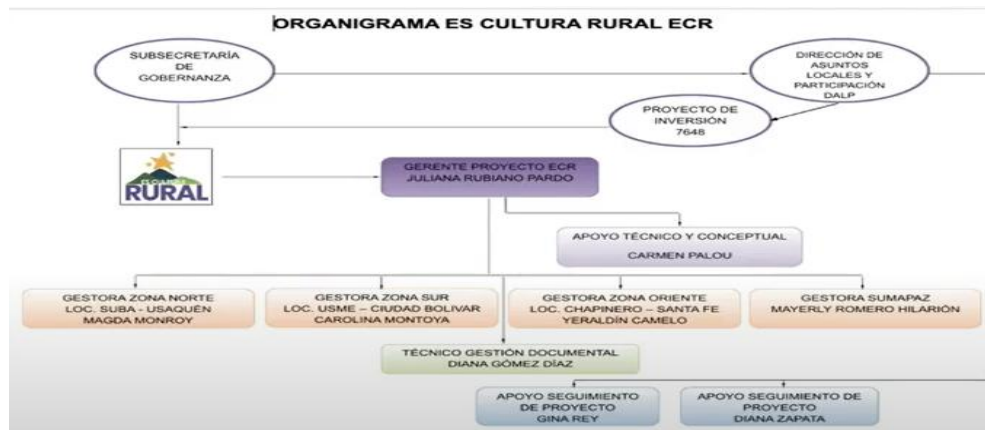 ORGANIGRAMA ES CULTURA RURAL ECR
SUBSECRETARÍA
DE
GOBERNANZA
DIRECCIÓN DE
ASUNTOS
LOCALES Y
PARTICIPACIÓN
DALP
PROYECTO DE
INVERSIÓN
7648
RURAL
GERENTE PROYECTO ECR
JULIANA RUBIANO PARDO
APOYO TÉCNICO Y CONCEPTUAL
CARMEN PALOU
GESTORA ZONA NORTE
LOC. SUBA - USAQUÈN
MAGDA MONROY
GESTORA ZONA SUR
LOC. USME – CIUDAD BOLIVAR
CAROLINA MONTOYA
GESTORA ZONA ORIENTE
LOC. CHAPINERO – SANTA FE
YERALDÍN CAMELO
GESTORA SUMAPAZ
MAYERLY ROMERO HILARIÓN
TÉCNICO GESTIÓN DOCUMENTAL
DIANA GÓMEZ DÍAZ
APOYO SEGUIMIENTO
DE PROYECTO
GINA REY
APOYO SEGUIMIENTO DE
PROYECTO
DIANA ZAPATA